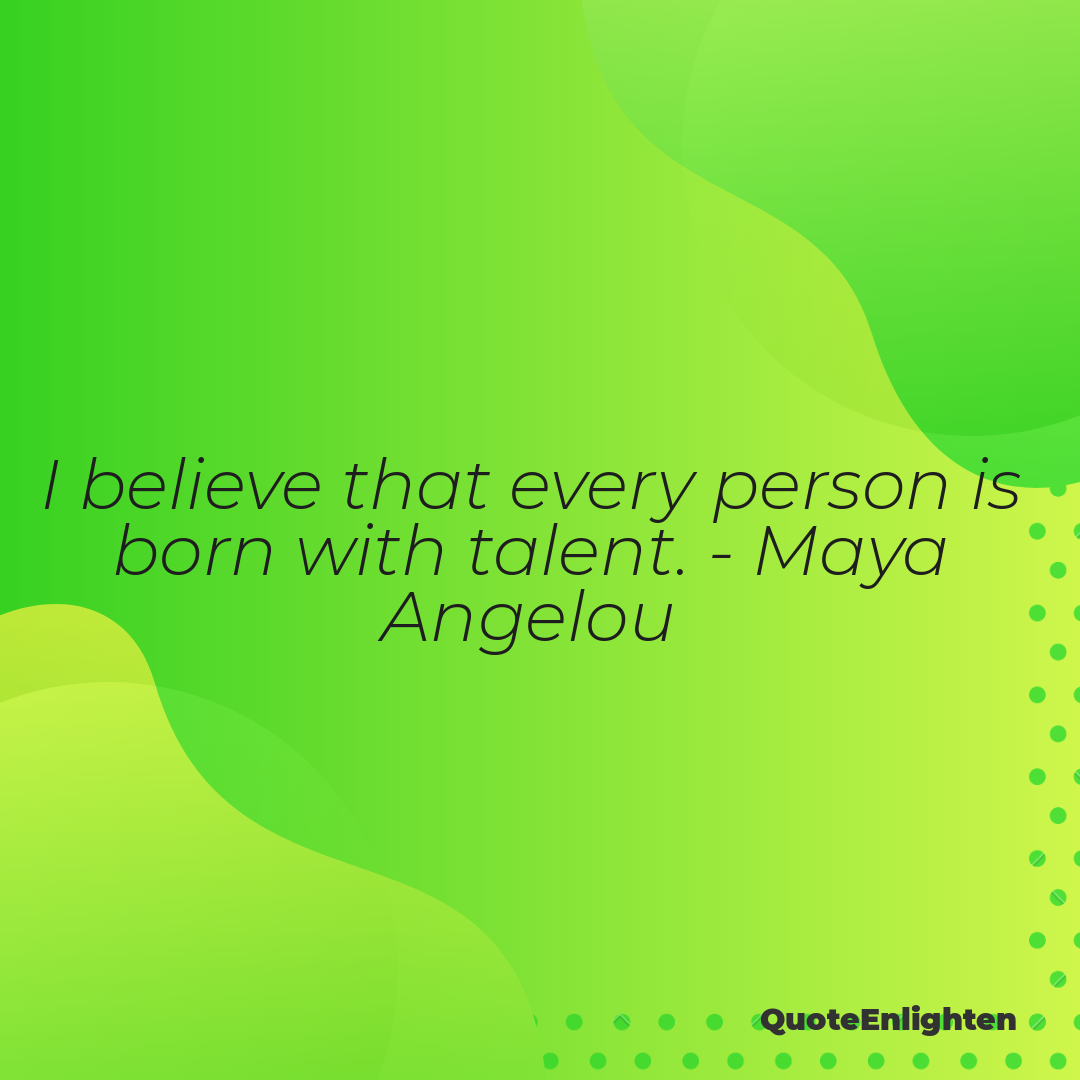 I believe that every person is
born with talent. - Maya
Angelou
QuoteEnlighten